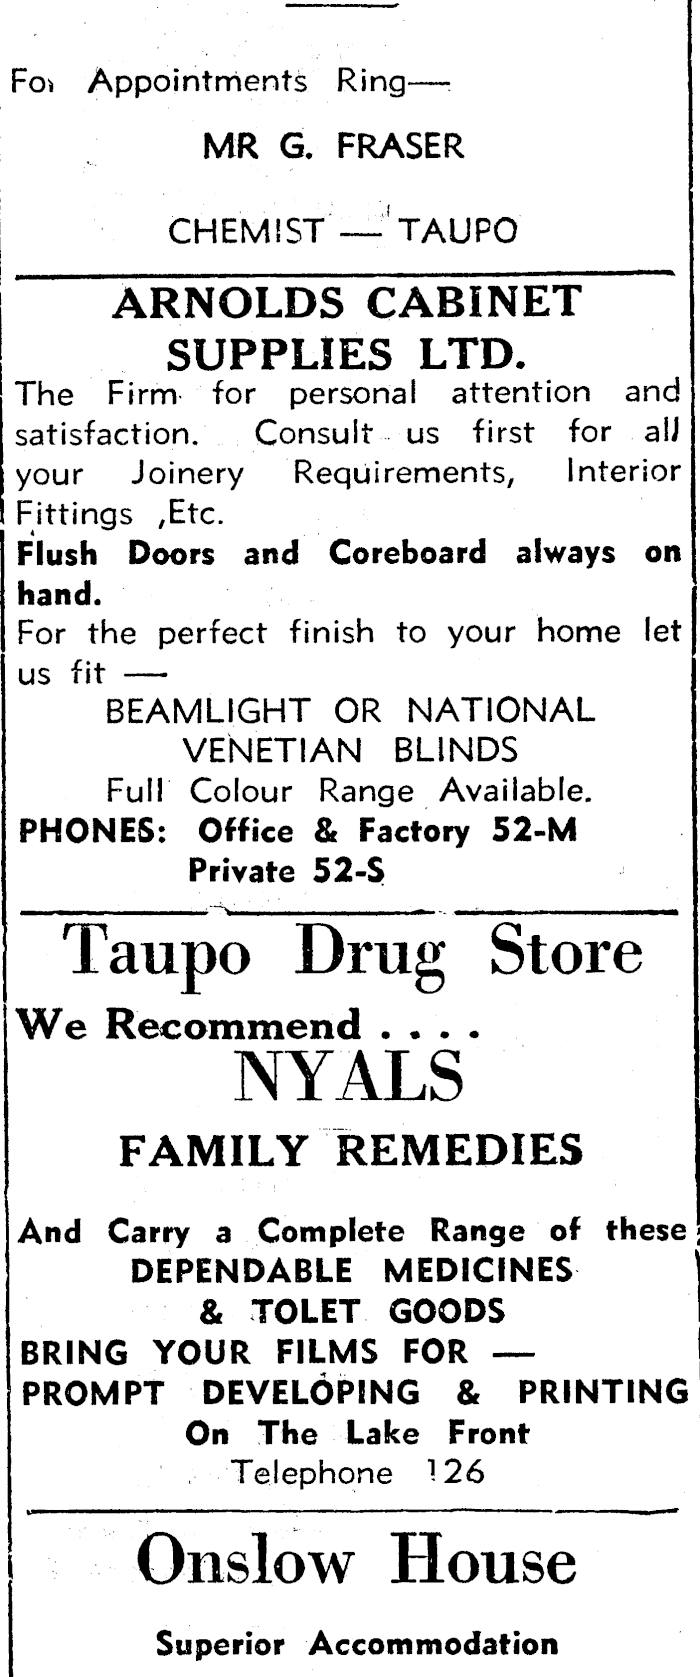 For Appointments Ring—
MR G. FRASER
CHEMIST — TAUPO
ARNOLDS CABINET
SUPPLIES LTD.
The Firm for personal attention and
satisfaction. Consult us first for all
your Joinery Requirements, Interior
Fittings ,Etc.
Flush Doors and Coreboard always on
hand.
For the perfect finish to your home let
us fit —
BEAMLIGHT OR NATIONAL
VENETIAN BLINDS
Full Colour Range Available.
PHONES: Office & Factory 52-M
Private 52-S
Taupo Drug Store
We Recommend . . . .
NYALS
FAMILY REMEDIES
And Carry a Complete Range of these
DEPENDABLE MEDICINES
& TOLET GOODS
BRING YOUR FILMS FOR —
PROMPT DEVELOPING & PRINTING
On The Lake Front
Telephone 126
Onslow House
Superior Accommodation